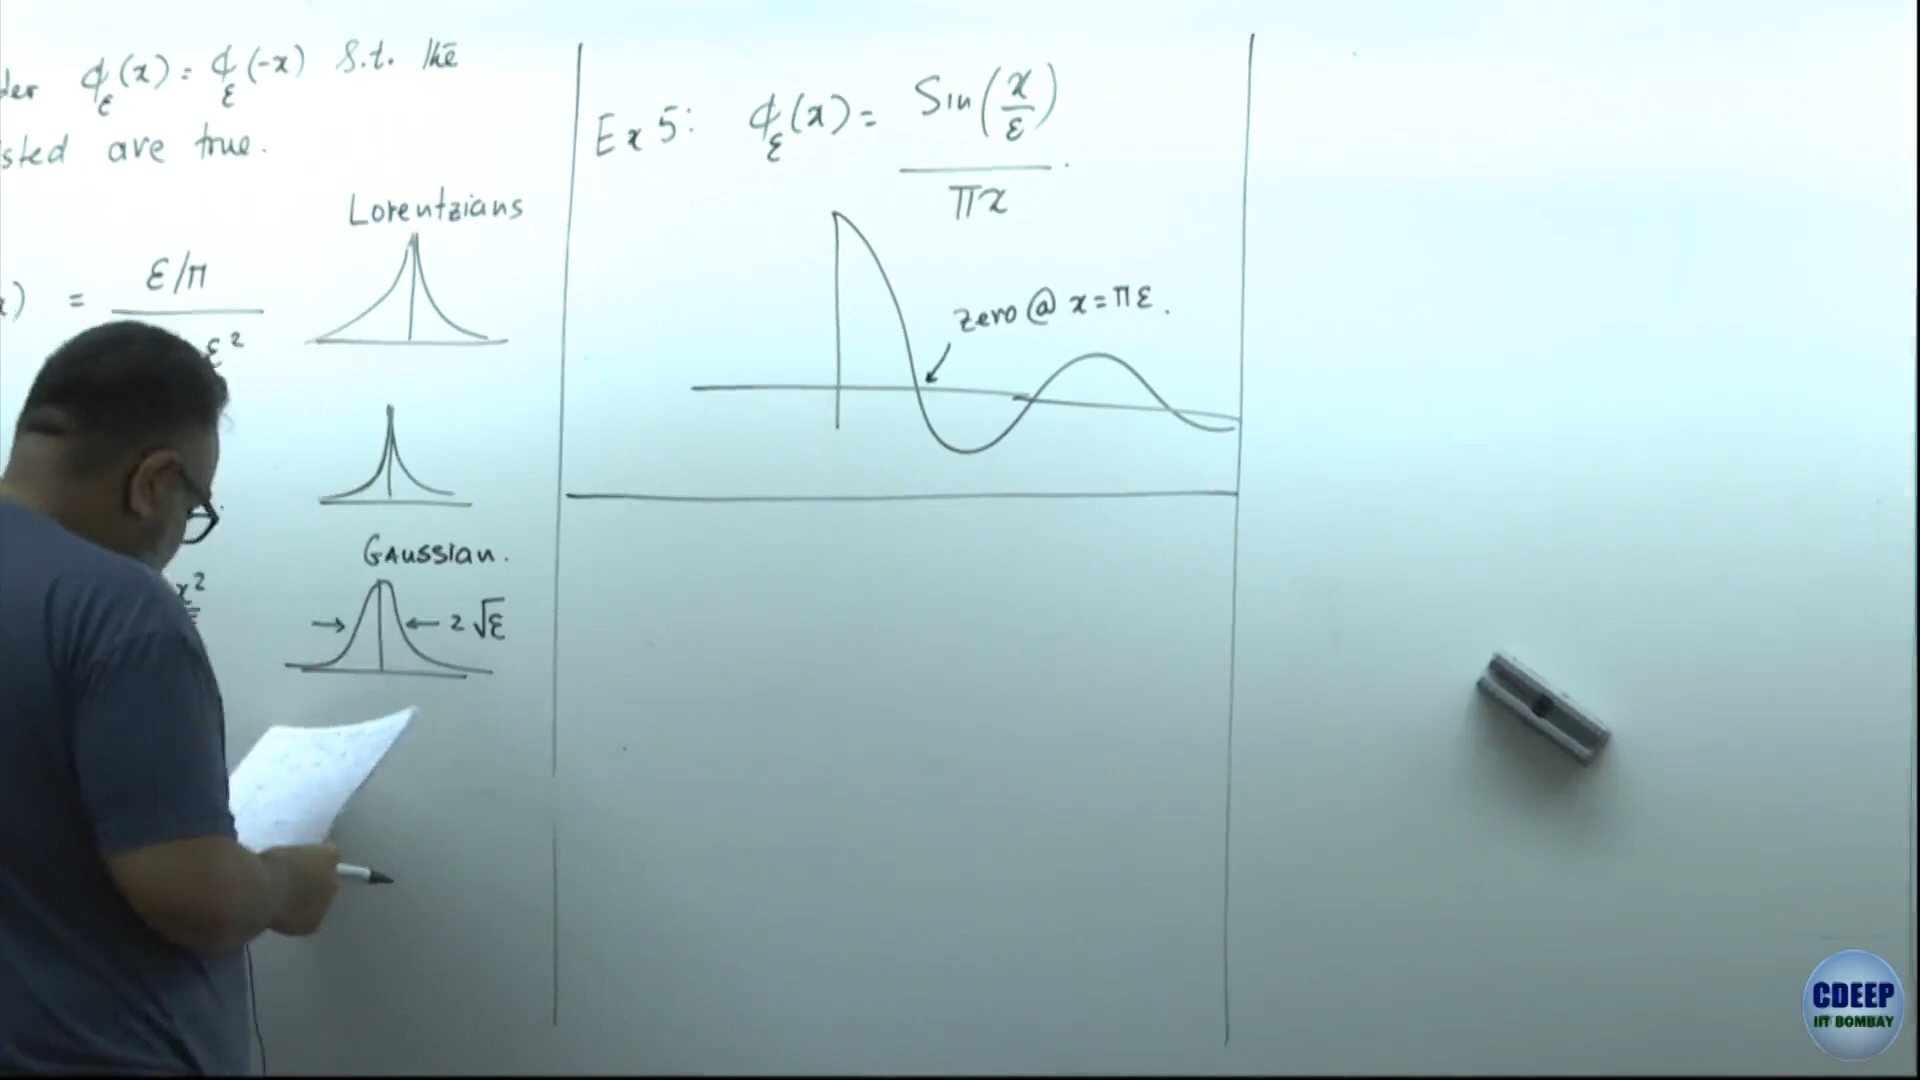 ϕ_ε(x) = ϕ_ε(-x) S.t. the
are true.
Lorentzians
= ε/π
ε²
Gaussian.
x²
→ ← 2√ε
Ex 5: ϕ_ε(x) = Sin(x/ε)
πx
zero @ x = πε.
CDEEP
IIT BOMBAY